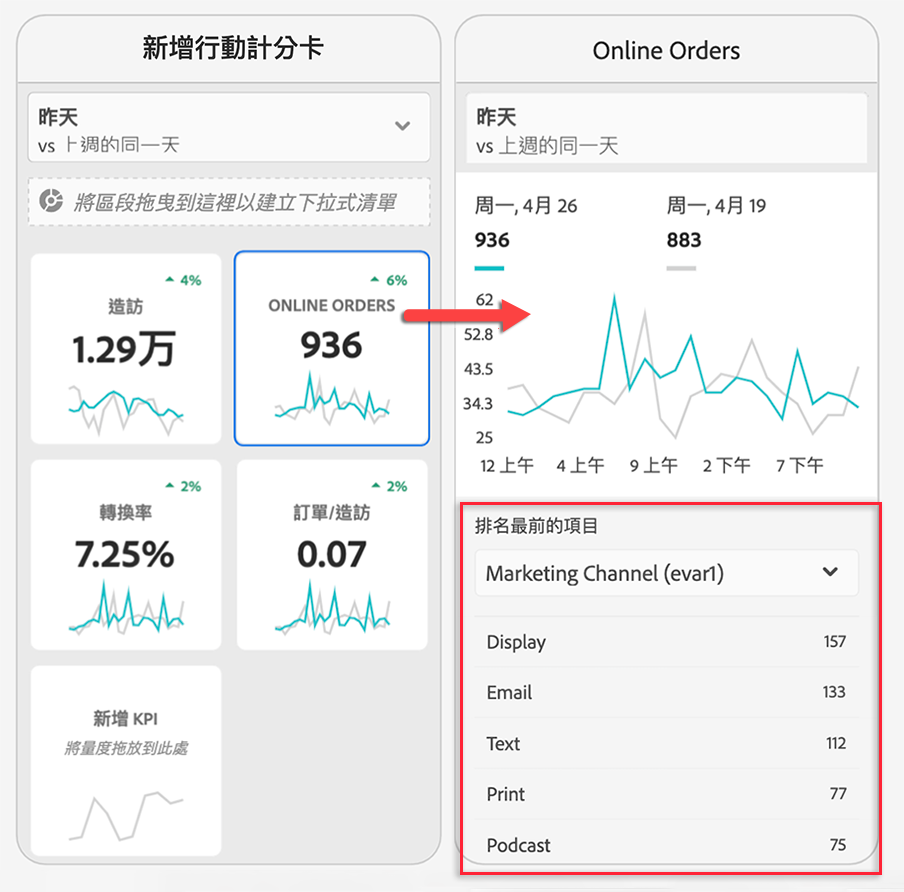 新增行動計分卡
昨天
vs 上週的同一天
將區段拖曳到這裡以建立下拉式清單
4%
造訪
1.29万
6%
ONLINE ORDERS
936
2%
轉換率
7.25%
2%
訂單/造訪
0.07
新增 KPI
將量度拖放到此處
Online Orders
昨天
vs 上週的同一天
周一, 4月 26
周一, 4月 19
936
883
62
52.8
43.5
34.3
25
12 上午 4 上午 9 上午 2 下午 7 下午
排名最前的項目
Marketing Channel (evar1)
Display 157
Email 133
Text 112
Print 77
Podcast 75